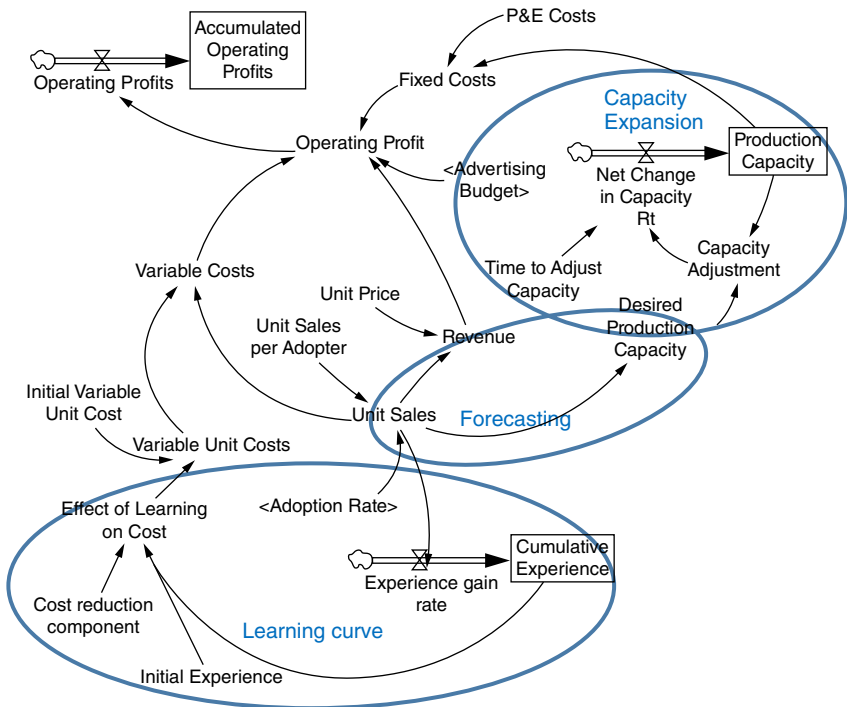 P&E Costs
Accumulated
Operating
Profits
Operating Profits
Fixed Costs
Capacity
Expansion
Operating Profit
Production
Capacity
<Advertising
Budget>
Net Change
in Capacity
Rt
Capacity
Adjustment
Variable Costs
Time to Adjust
Capacity
Unit Price
Desired
Production
Capacity
Unit Sales
per Adopter
Revenue
Initial Variable
Unit Cost
Unit Sales
Forecasting
Variable Unit Costs
<Adoption Rate>
Effect of Learning
on Cost
Cumulative
Experience
Experience gain
rate
Cost reduction
component
Learning curve
Initial Experience